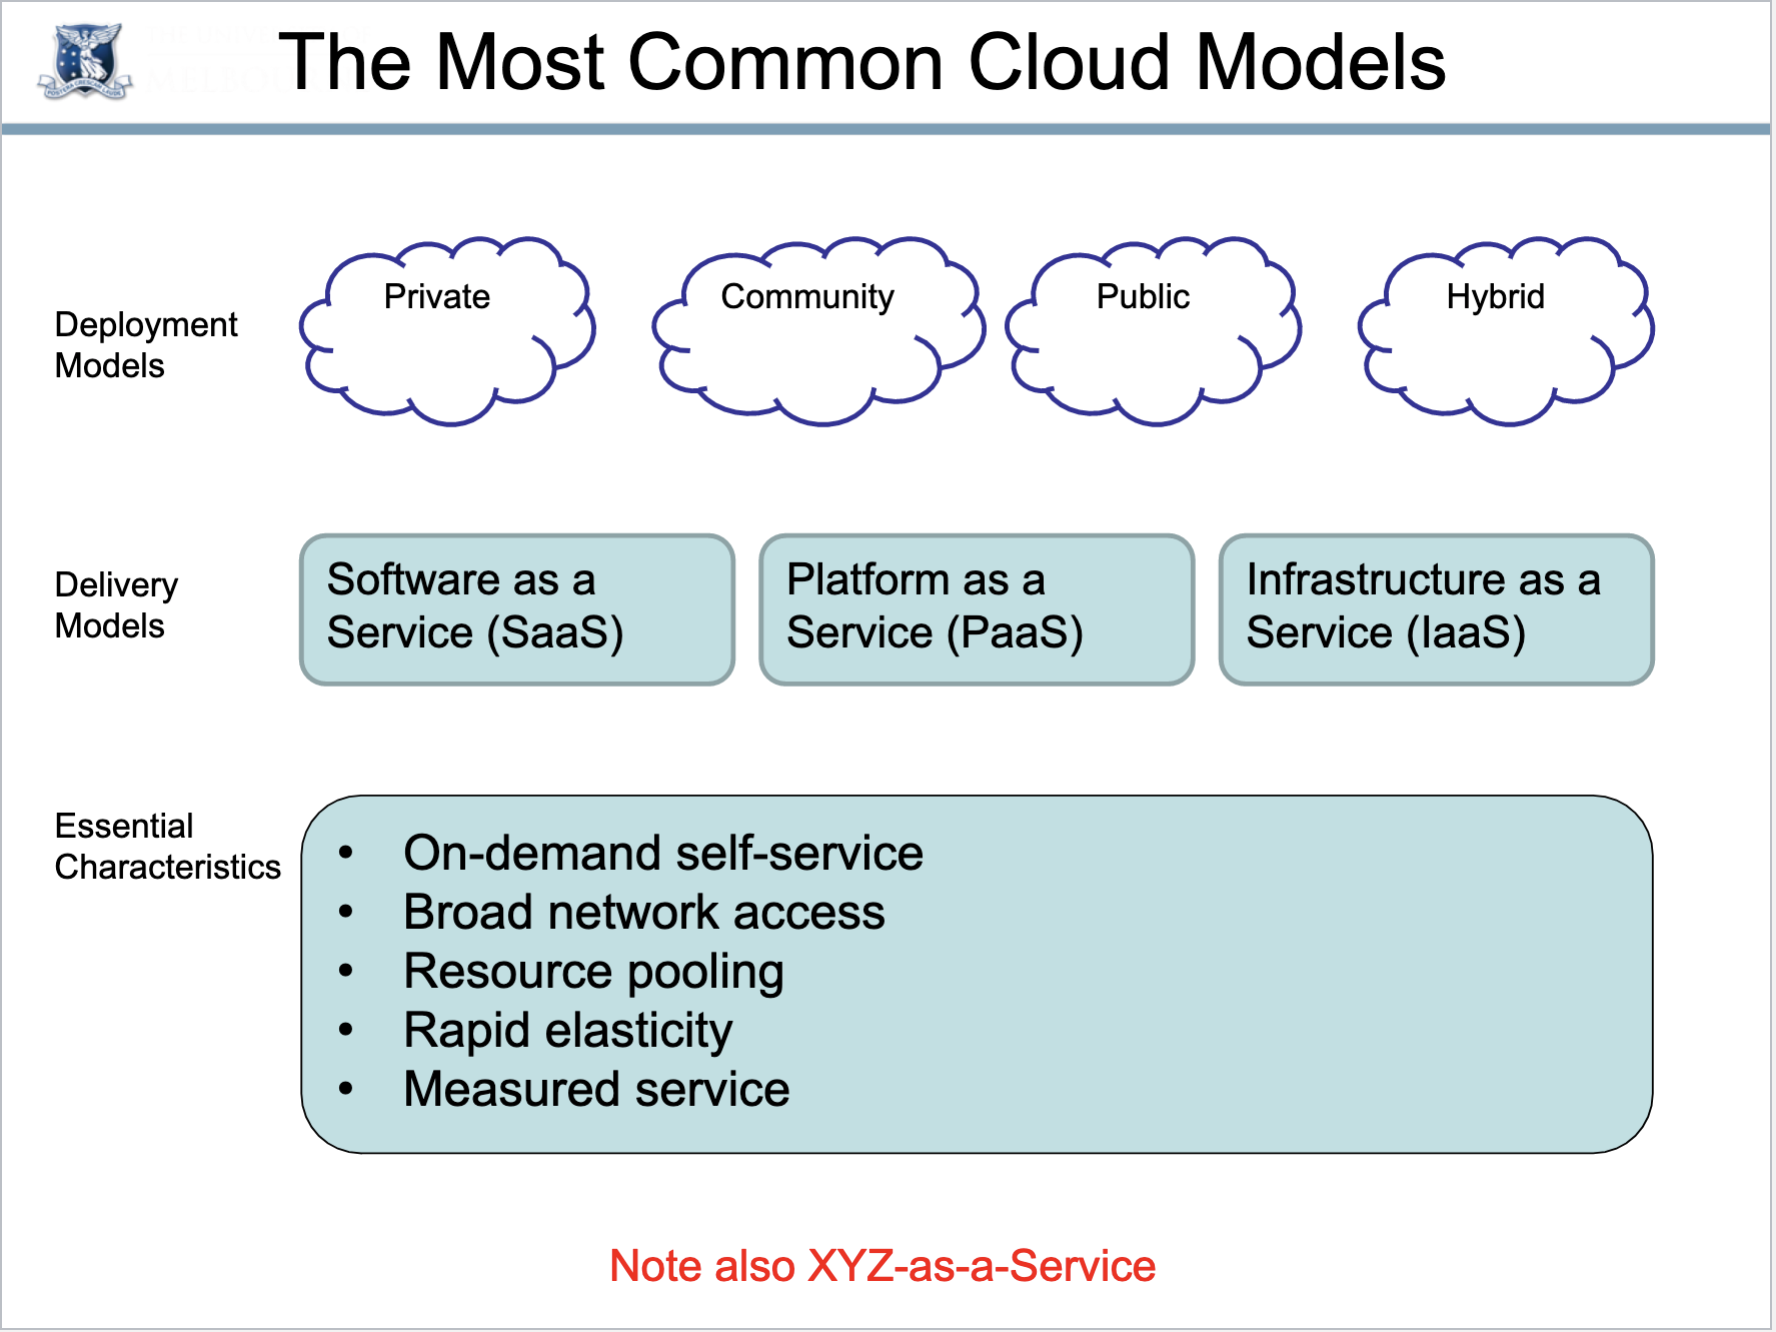 The Most Common Cloud Models
Deployment
Models
Private
Community
Public
Hybrid
Delivery
Models
Software as a
Service (SaaS)
Platform as a
Service (PaaS)
Infrastructure as a
Service (IaaS)
Essential
Characteristics
• On-demand self-service
• Broad network access
• Resource pooling
• Rapid elasticity
• Measured service
Note also XYZ-as-a-Service